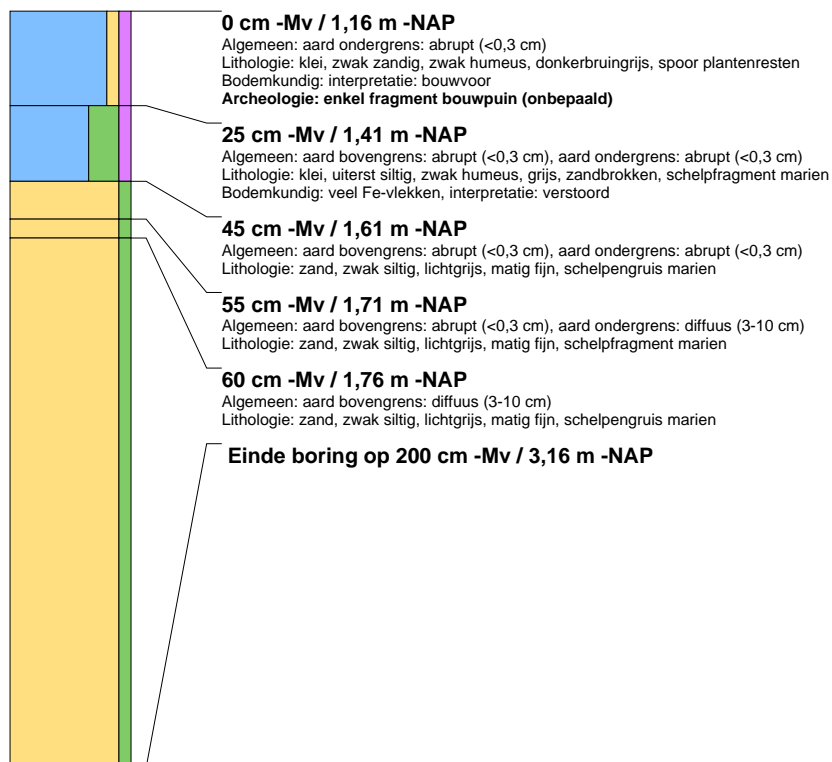 0 cm -Mv / 1,16 m -NAP
Algemeen: aard ondergrens: abrupt (<0,3 cm)
Lithologie: klei, zwak zandig, zwak humeus, donkerbruingrijs, spoor plantenresten
Bodemkundig: interpretatie: bouwvoor
Archeologie: enkel fragment bouwpuin (onbepaald)
25 cm -Mv / 1,41 m -NAP
Algemeen: aard bovengrens: abrupt (<0,3 cm), aard ondergrens: abrupt (<0,3 cm)
Lithologie: klei, uiterst siltig, zwak humeus, grijs, zandbrokken, schelpfragment marien
Bodemkundig: veel Fe-vlekken, interpretatie: verstoord
45 cm -Mv / 1,61 m -NAP
Algemeen: aard bovengrens: abrupt (<0,3 cm), aard ondergrens: abrupt (<0,3 cm)
Lithologie: zand, zwak siltig, lichtgrijs, matig fijn, schelpengruis marien
55 cm -Mv / 1,71 m -NAP
Algemeen: aard bovengrens: abrupt (<0,3 cm), aard ondergrens: diffuus (3-10 cm)
Lithologie: zand, zwak siltig, lichtgrijs, matig fijn, schelpfragment marien
60 cm -Mv / 1,76 m -NAP
Algemeen: aard bovengrens: diffuus (3-10 cm)
Lithologie: zand, zwak siltig, lichtgrijs, matig fijn, schelpengruis marien
Einde boring op 200 cm -Mv / 3,16 m -NAP